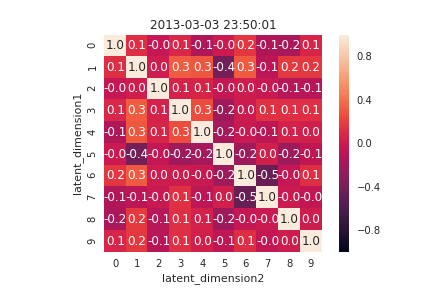 2013-03-03 23:50:01
latent_dimension1
0 1.0 0.1 -0.0 0.1 -0.1 -0.0 0.2 -0.1 -0.2 0.1
1 0.1 1.0 0.0 0.3 0.3 -0.4 0.3 -0.1 0.2 0.2
2 -0.0 0.0 1.0 0.1 0.1 -0.0 -0.0 -0.0 -0.1 -0.1
3 0.1 0.3 0.1 1.0 0.3 -0.2 0.0 0.1 0.1 0.1
4 -0.1 0.3 0.1 0.3 1.0 -0.2 -0.0 -0.1 0.1 0.0
5 -0.0 -0.4 -0.0 -0.2 -0.2 1.0 -0.2 0.0 -0.2 -0.1
6 0.2 0.3 -0.0 0.0 -0.0 -0.2 1.0 -0.5 -0.0 0.1
7 -0.1 -0.1 -0.0 0.1 -0.1 0.0 -0.5 1.0 -0.0 -0.0
8 -0.2 0.2 -0.1 0.1 0.1 -0.2 -0.0 -0.0 1.0 0.0
9 0.1 0.2 -0.1 0.1 0.0 -0.1 0.1 -0.0 0.0 1.0
0 1 2 3 4 5 6 7 8 9
latent_dimension2
0.8
0.4
0.0
-0.4
-0.8